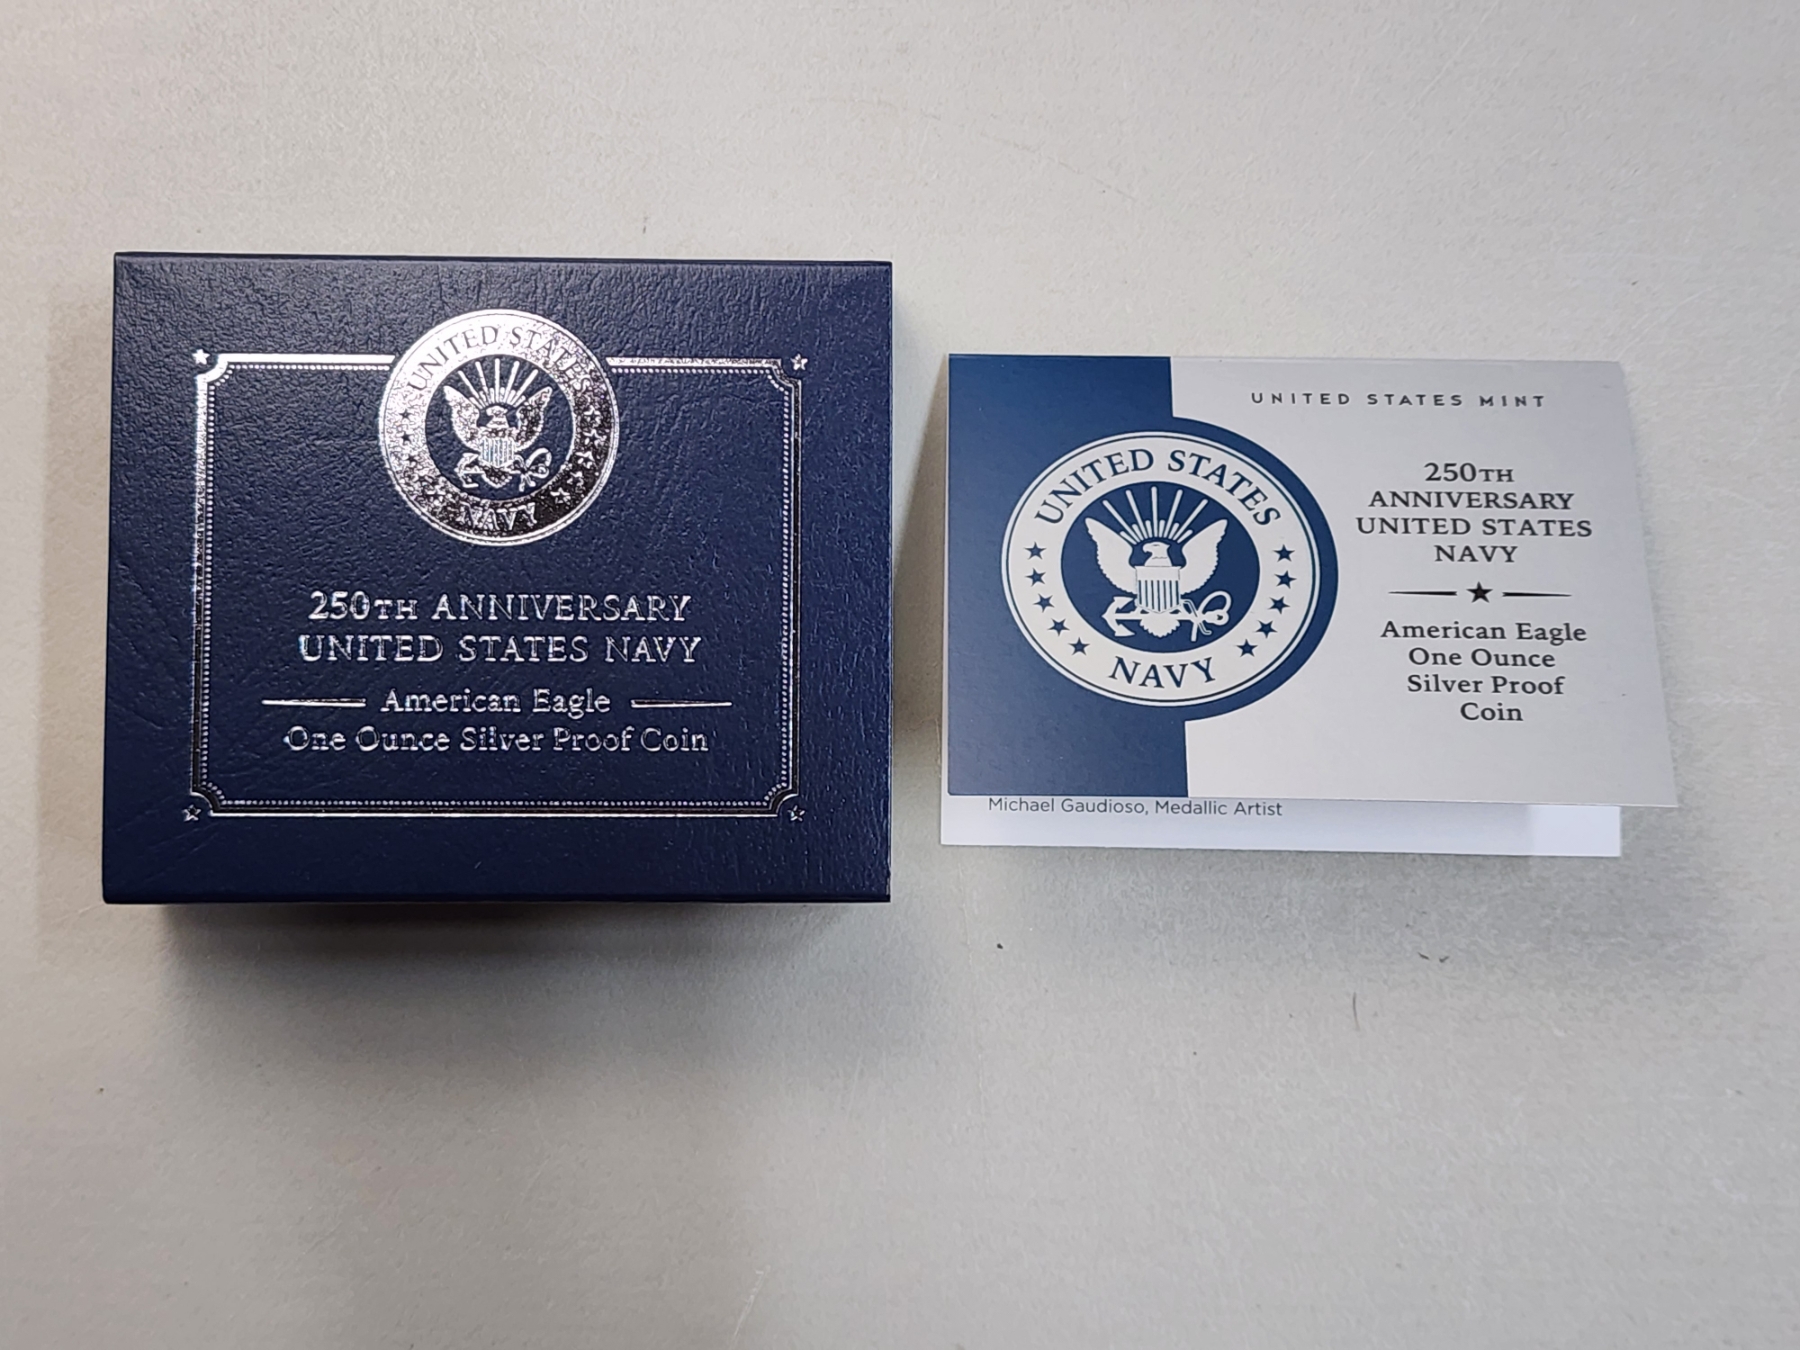 UNITED STATES
NAVY
250TH ANNIVERSARY
UNITED STATES NAVY
American Eagle
One Ounce Silver Proof Coin
UNITED STATES MINT
UNITED STATES
NAVY
250TH
ANNIVERSARY
UNITED STATES
NAVY
American Eagle
One Ounce
Silver Proof
Coin
Michael Gaudioso, Medallic Artist